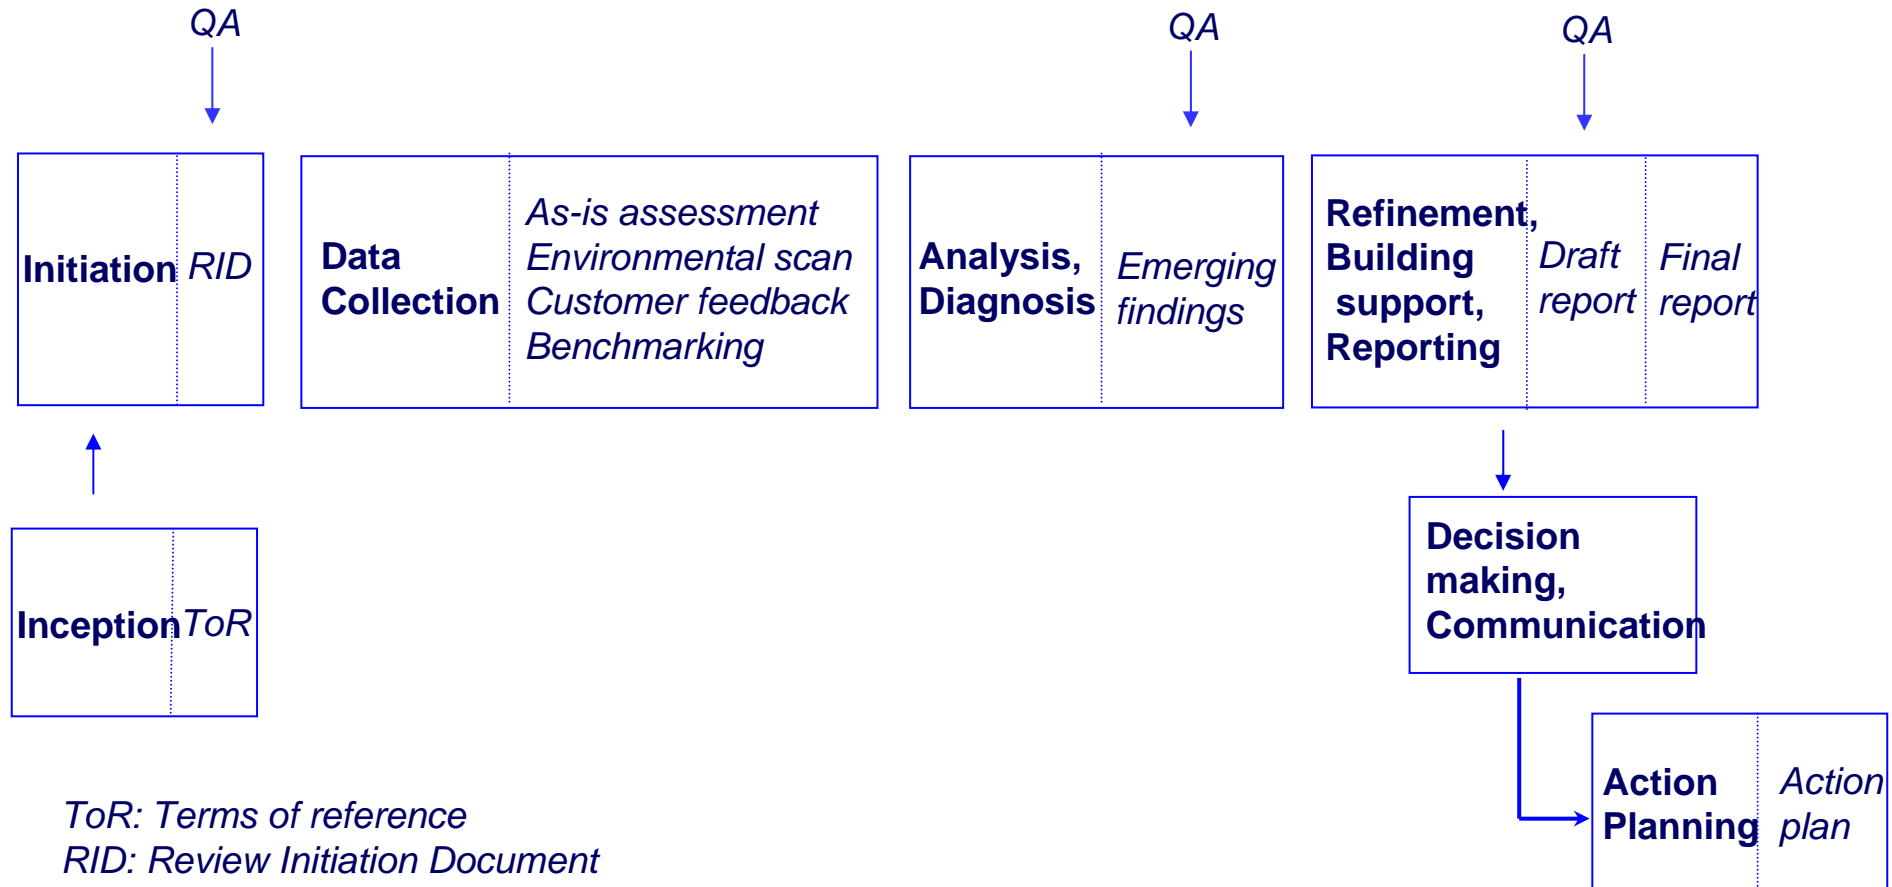 QA
QA
QA
Initiation
RID
Data
Collection
As-is assessment
Environmental scan
Customer feedback
Benchmarking
Analysis,
Diagnosis
Emerging
findings
Refinement,
Building
support,
Reporting
Draft
report
Final
report
Inception
ToR
Decision
making,
Communication
Action
Planning
Action
plan
ToR: Terms of reference
RID: Review Initiation Document